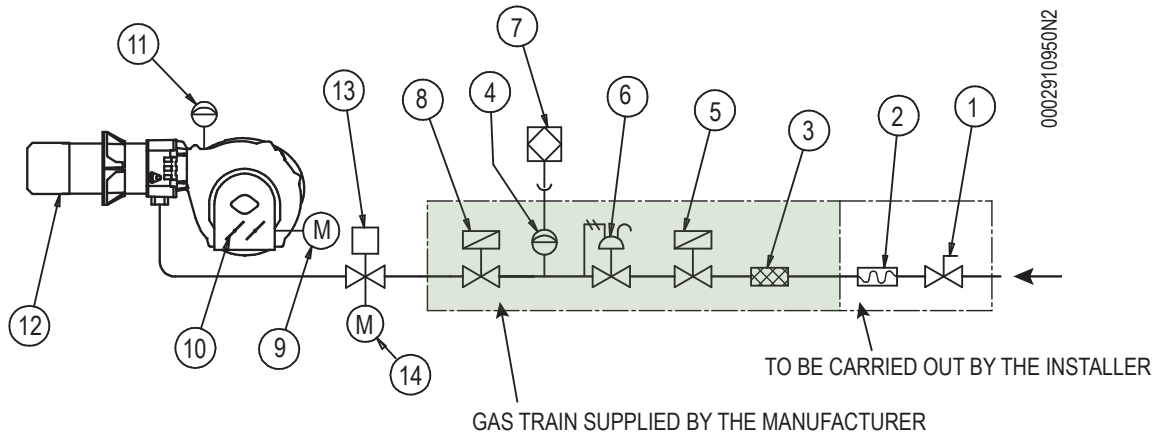 11
7
13
8
4
6
5
3
2
1
0002910950N2
M
M
12
10
9
14
TO BE CARRIED OUT BY THE INSTALLER
GAS TRAIN SUPPLIED BY THE MANUFACTURER